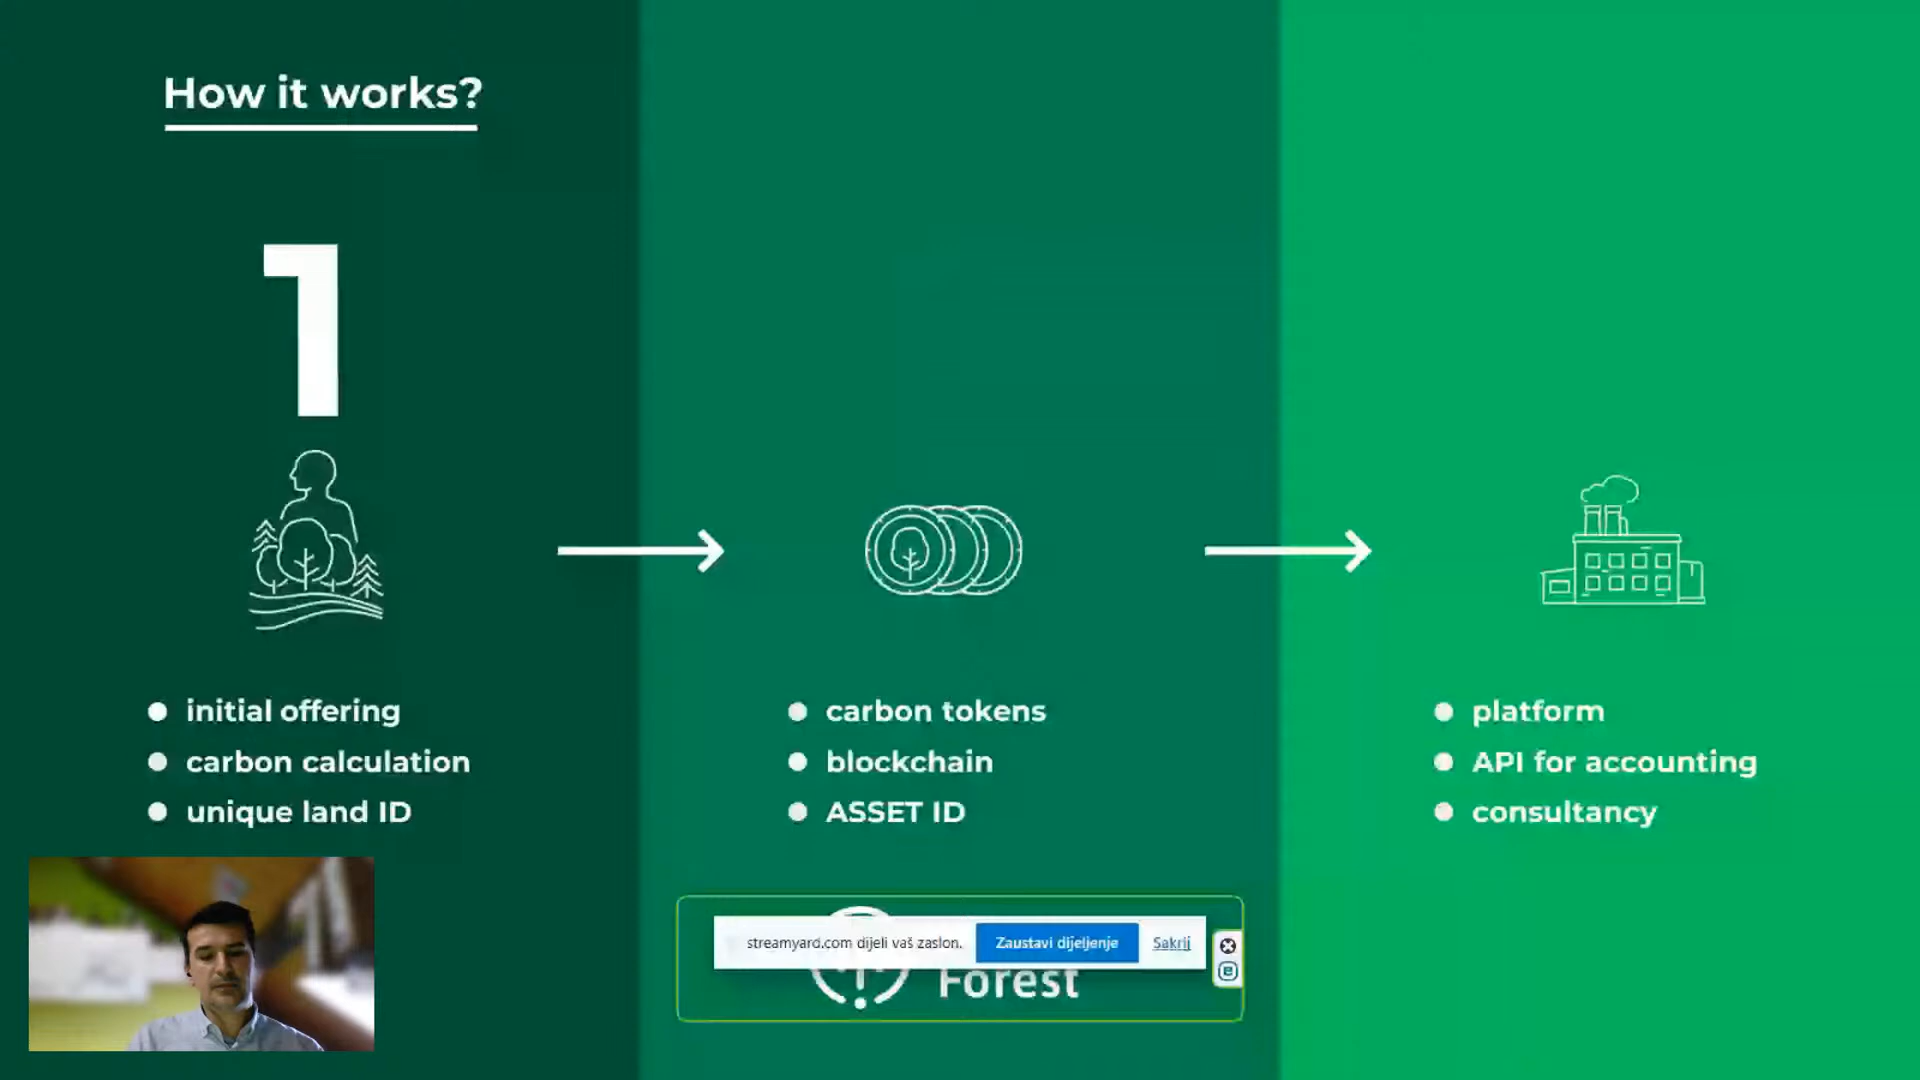 How it works?
1
initial offering
carbon calculation
unique land ID
carbon tokens
blockchain
ASSET ID
platform
API for accounting
consultancy
streamyard.com dijeli vaš zaslon.
Zaustavi dijeljenje
Sakrij
Forest